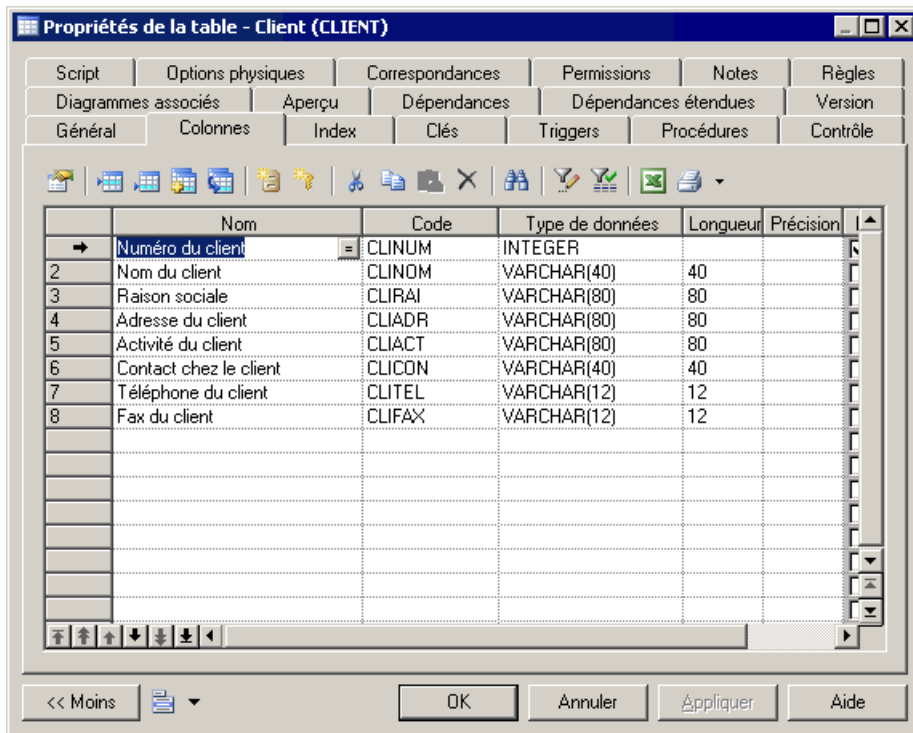 Propriétés de la table - Client (CLIENT)
Script Options physiques Correspondances Permissions Notes Règles
Diagrammes associés Aperçu Dépendances Dépendances étendues Version
Général Colonnes Index Clés Triggers Procédures Contrôle
Nom Code Type de données Longueur Précision
Numéro du client = CLINUM INTEGER
2 Nom du client CLINOM VARCHAR(40) 40
3 Raison sociale CLIRAI VARCHAR(80) 80
4 Adresse du client CLIADR VARCHAR(80) 80
5 Activité du client CLIACT VARCHAR(80) 80
6 Contact chez le client CLICON VARCHAR(40) 40
7 Téléphone du client CLITEL VARCHAR(12) 12
8 Fax du client CLIFAX VARCHAR(12) 12
<< Moins OK Annuler Appliquer Aide